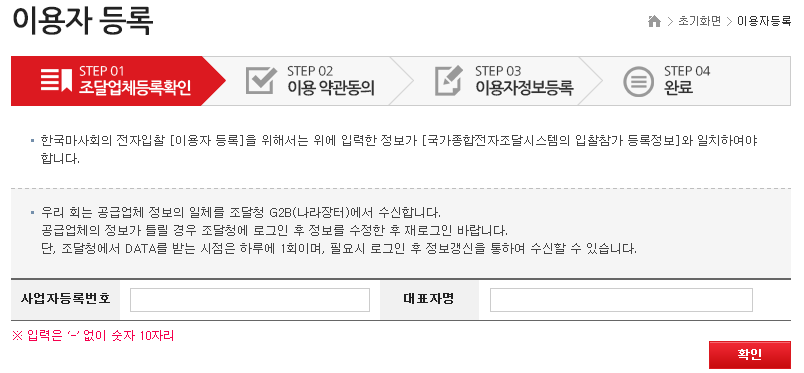 이용자 등록
초기화면 > 이용자등록
STEP 01
조달업체등록확인
STEP 02
이용 약관동의
STEP 03
이용자정보등록
STEP 04
완료
한국마사회의 전자입찰 [이용자 등록]을 위해서는 위에 입력한 정보가 [국가종합전자조달시스템의 입찰참가 등록정보]와 일치하여야
합니다.
우리 회는 공급업체 정보의 일체를 조달청 G2B(나라장터)에서 수신합니다.
공급업체의 정보가 틀릴 경우 조달청에 로그인 후 정보를 수정한 후 재로그인 바랍니다.
단, 조달청에서 DATA를 받는 시점은 하루에 1회이며, 필요시 로그인 후 정보갱신을 통하여 수신할 수 있습니다.
사업자등록번호
대표자명
※ 입력은 '-' 없이 숫자 10자리
확인